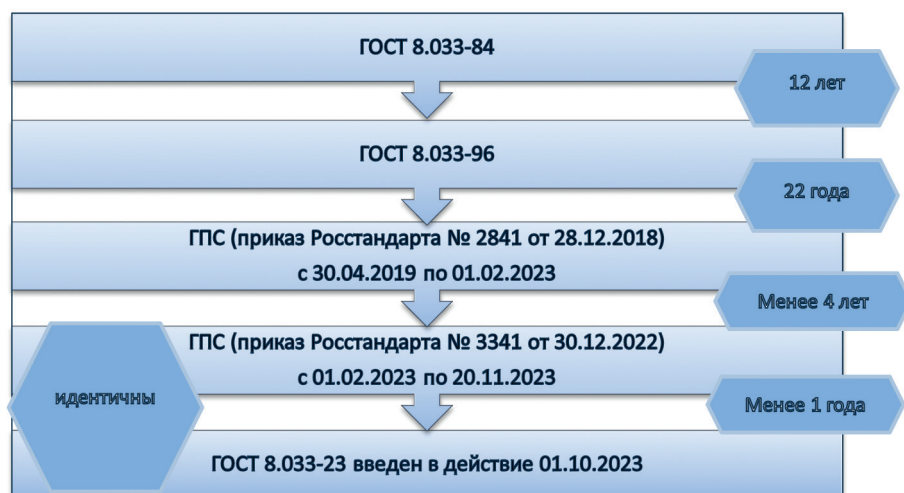 ГОСТ 8.033-84
12 лет
ГОСТ 8.033-96
22 года
ГПС (приказ Росстандарта № 2841 от 28.12.2018)
с 30.04.2019 по 01.02.2023
Менее 4 лет
ГПС (приказ Росстандарта № 3341 от 30.12.2022)
с 01.02.2023 по 20.11.2023
идентичны
Менее 1 года
ГОСТ 8.033-23 введен в действие 01.10.2023